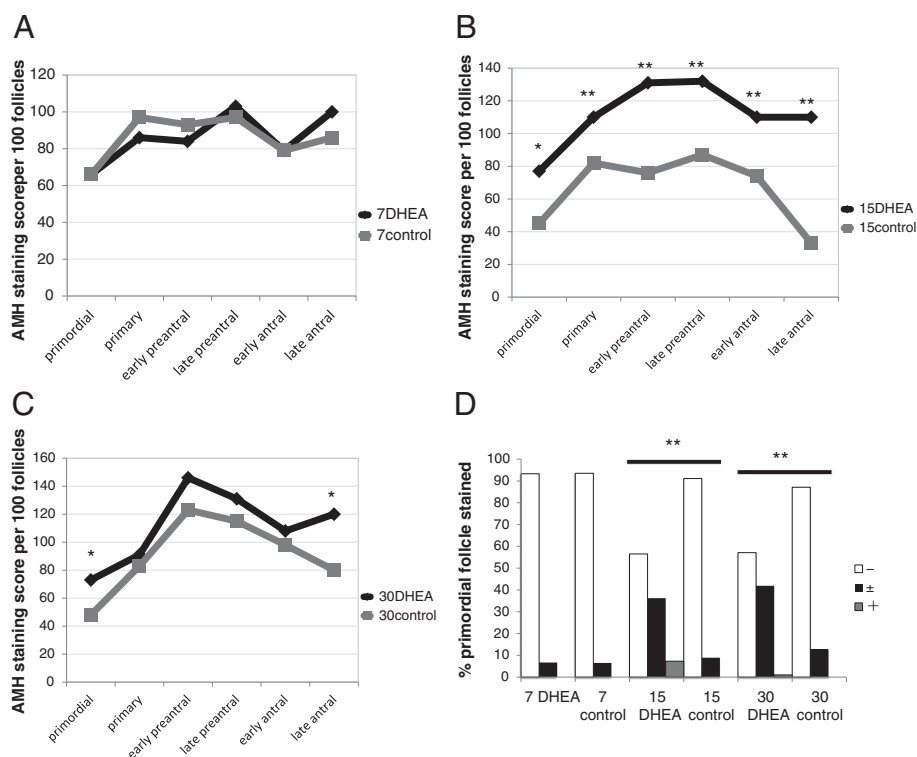 A
AMH staining scoreper 100 follicles
120
100
80
60
40
20
0
primordial
primary
early preantral
late preantral
early antral
late antral
7DHEA
7control
B
AMH staining score per 100 follicles
140
120
100
80
60
40
20
0
*
**
**
**
**
**
primordial
primary
early preantral
late preantral
early antral
late antral
15DHEA
15control
C
AMH staining score per 100 follicles
160
140
120
100
80
60
40
20
0
*
*
primordial
primary
early preantral
late preantral
early antral
late antral
30DHEA
30control
D
% primordial follicle stained
100
90
80
70
60
50
40
30
20
10
0
**
**
7 DHEA
7
control
15
DHEA
15
control
30
DHEA
30
control
−
±
+